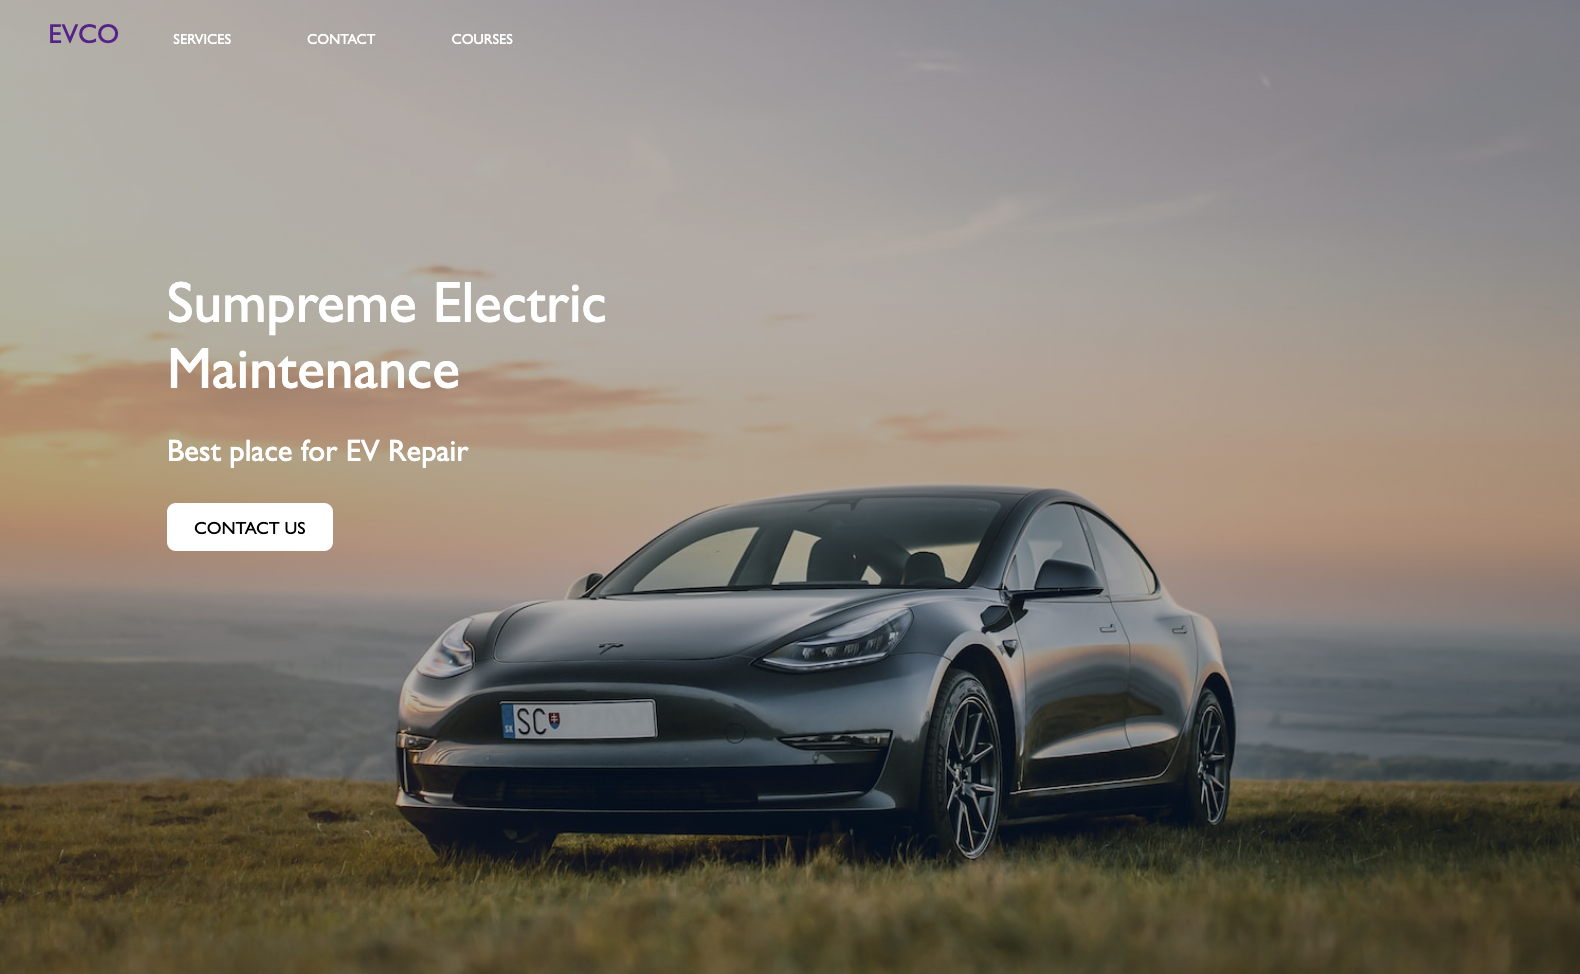 EVCO
SERVICES
CONTACT
COURSES
Sumpreme Electric
Maintenance
Best place for EV Repair
CONTACT US
SK SC